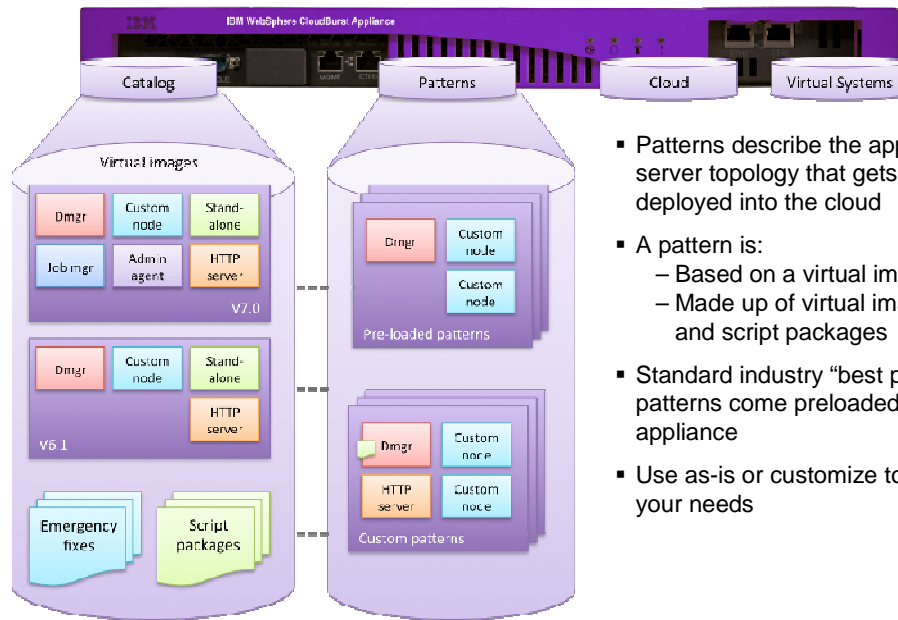 IBM
IBM WebSphere CloudBurst Appliance
MGMT
Catalog
Patterns
Cloud
Virtual Systems
Virtual images
Dmgr
Custom
node
Stand-
alone
Job mgr
Admin
agent
HTTP
server
V7.0
Dmgr
Custom
node
Stand-
alone
HTTP
server
V6.1
Emergency
fixes
Script
packages
Dmgr
Custom
node
Custom
node
Pre-loaded patterns
Dmgr
Custom
node
HTTP
server
Custom
node
Custom patterns
▪ Patterns describe the app
server topology that gets
deployed into the cloud
▪ A pattern is:
– Based on a virtual im
– Made up of virtual ima
and script packages
▪ Standard industry “best p
patterns come preloaded
appliance
▪ Use as-is or customize to
your needs